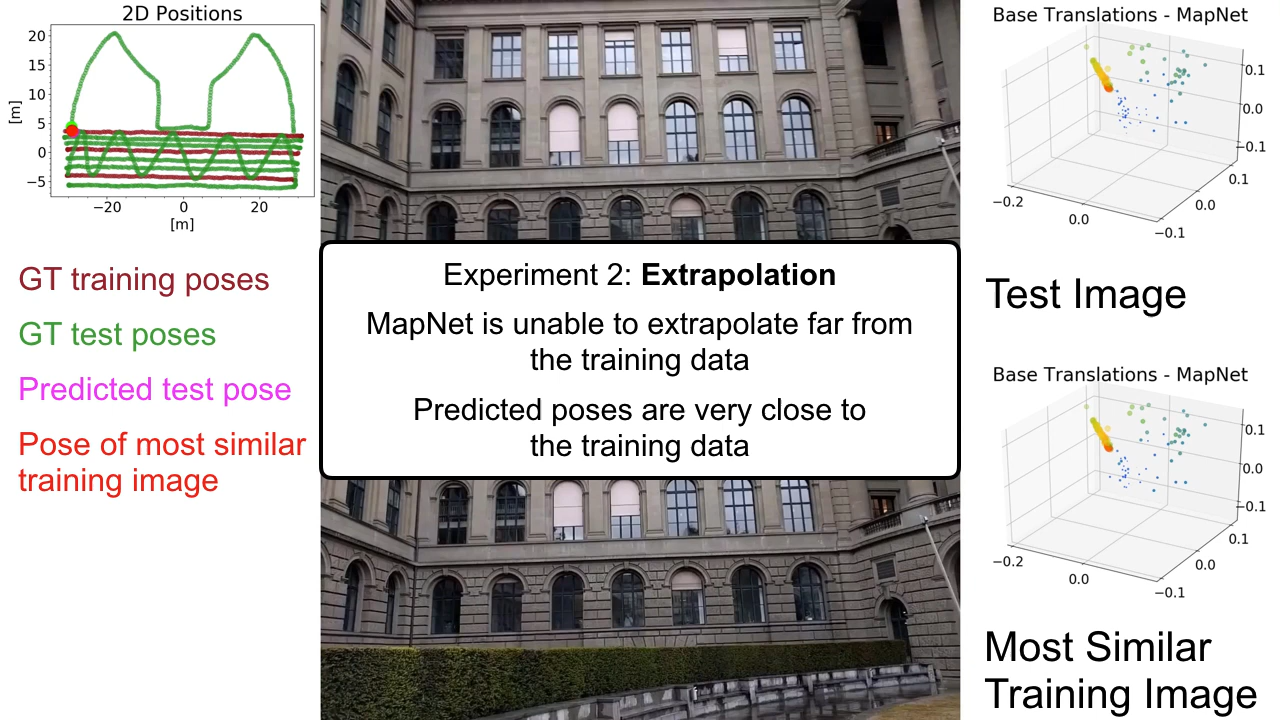 2D Positions
20
15
10
5
0
−5
[m]
−20
0
20
[m]
GT training poses
GT test poses
Predicted test pose
Pose of most similar
training image
Experiment 2: Extrapolation
MapNet is unable to extrapolate far from
the training data
Predicted poses are very close to
the training data
Base Translations - MapNet
0.1
0.0
−0.1
0.1
0.0
−0.1
−0.2
0.0
Test Image
Base Translations - MapNet
0.1
0.0
−0.1
0.1
0.0
−0.1
−0.2
0.0
Most Similar
Training Image